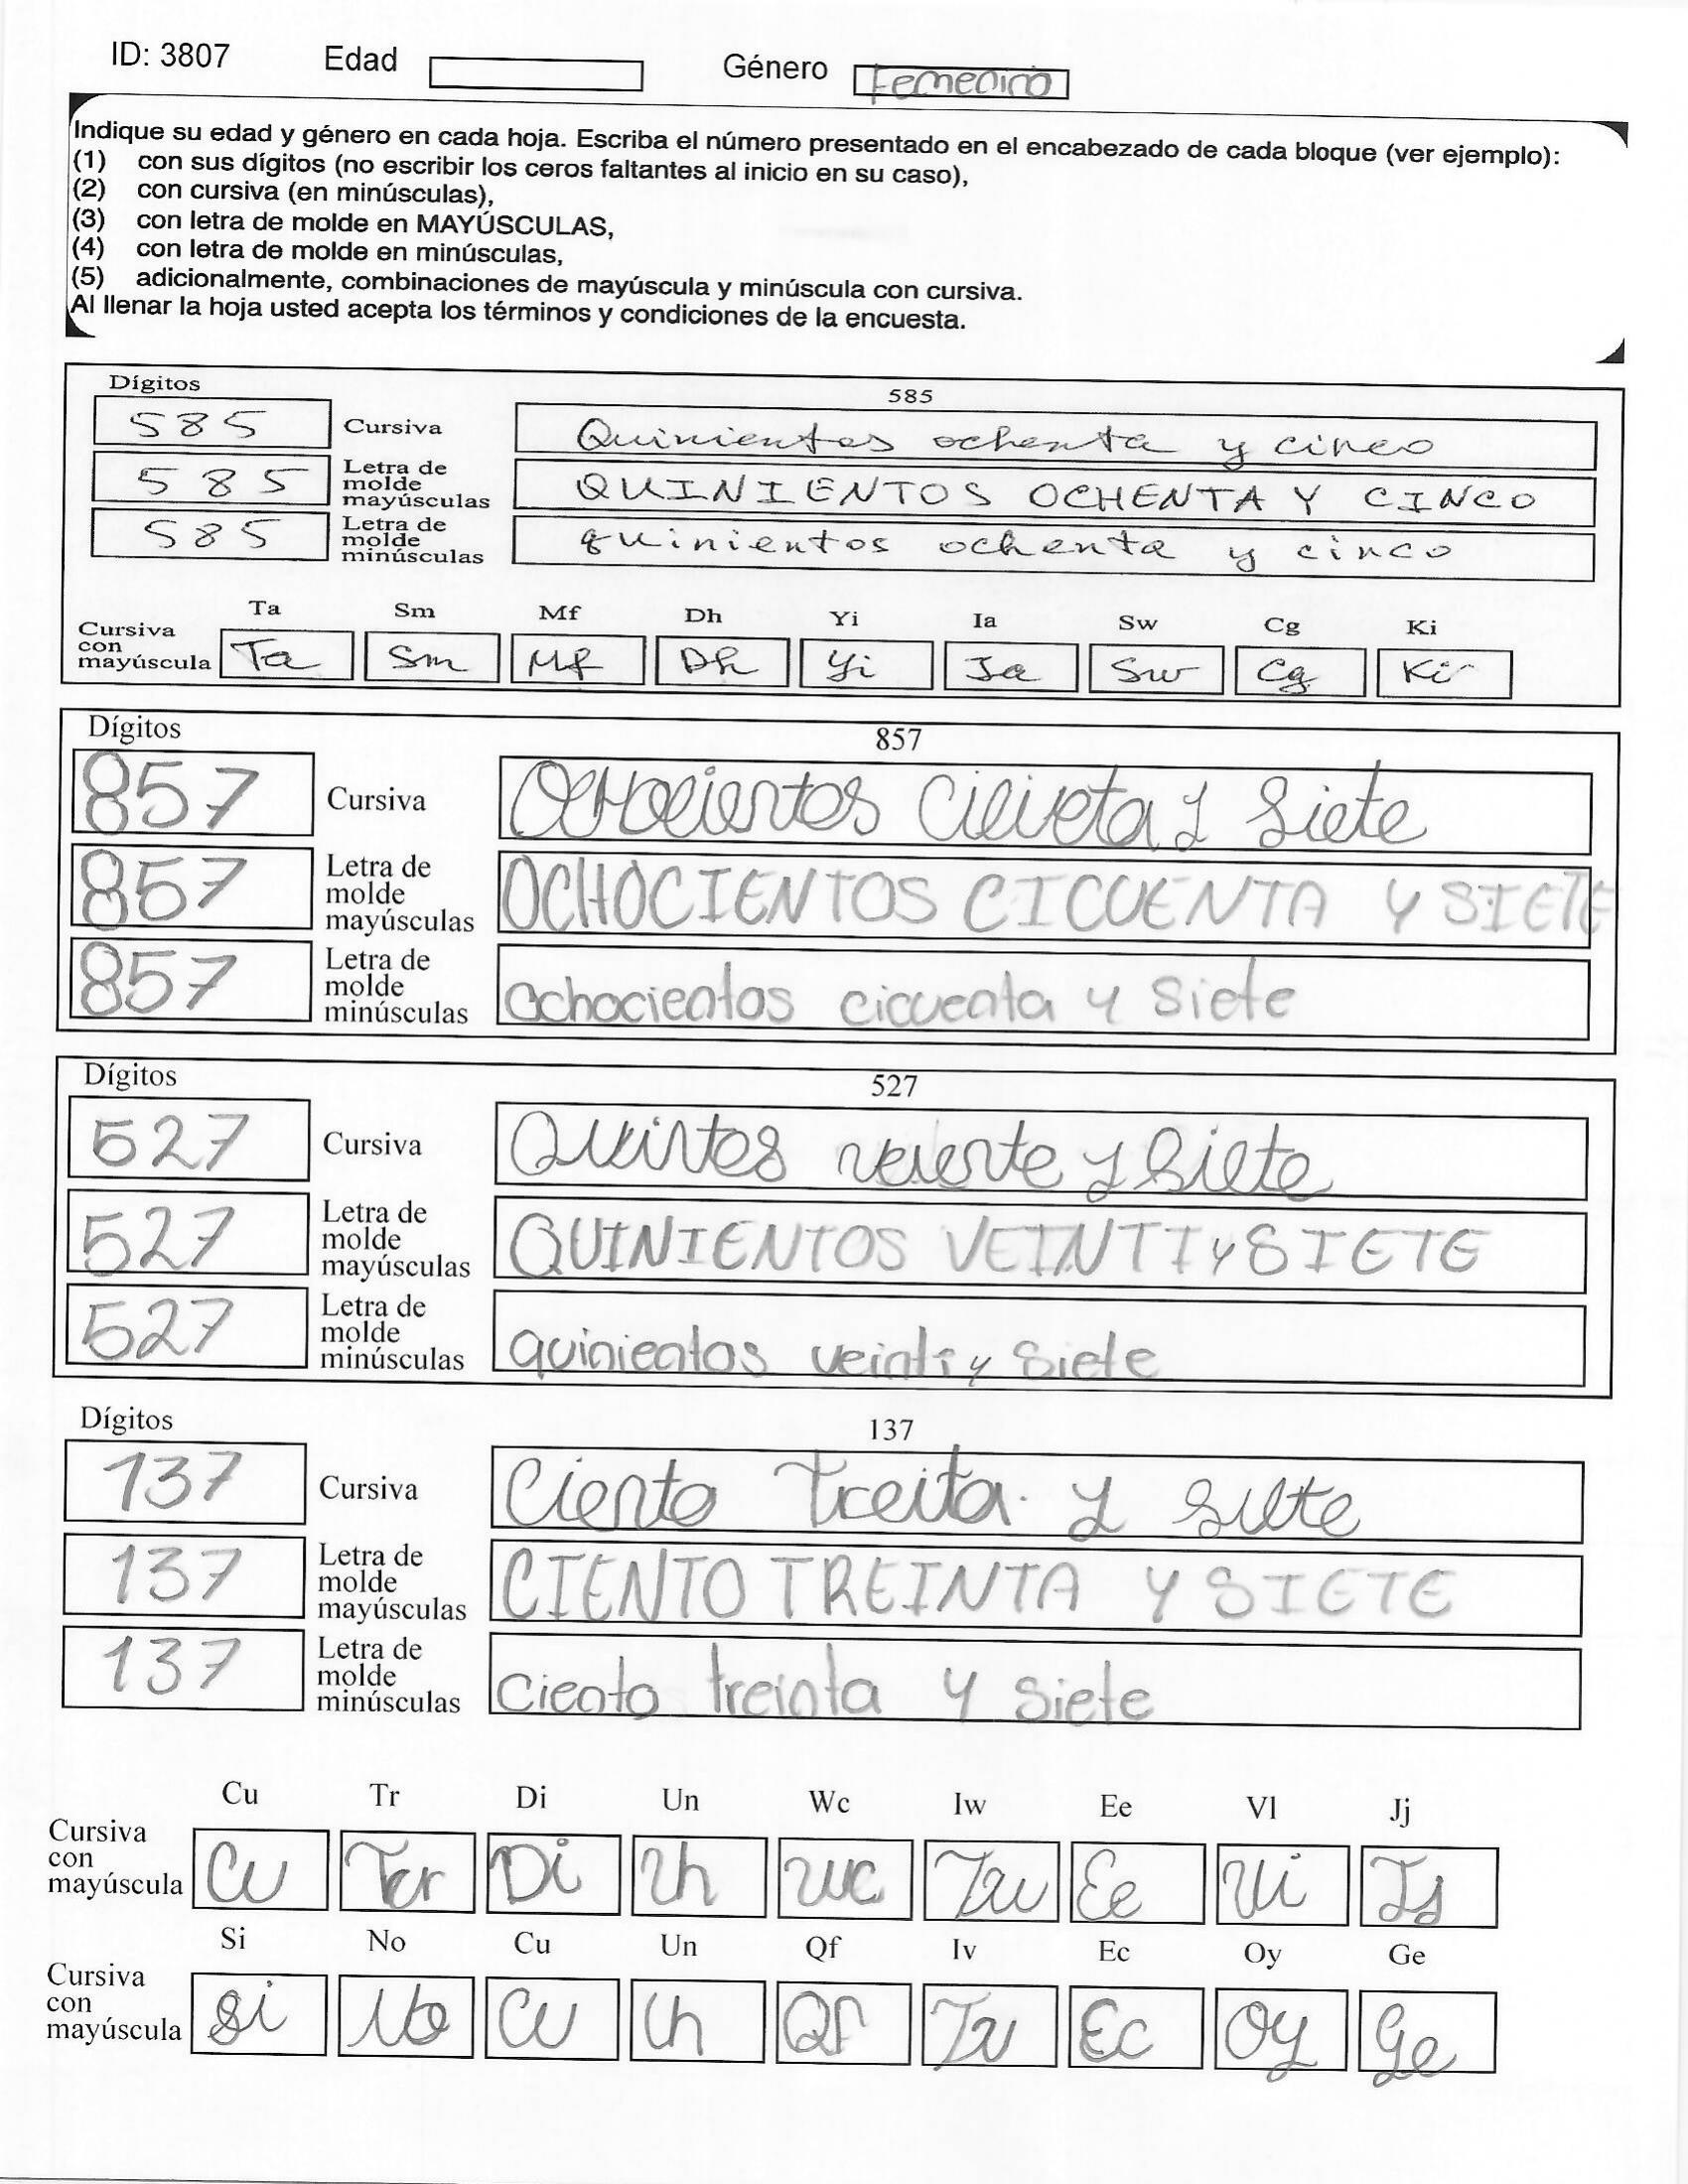 ID: 3807 Edad Género Femenino
Indique su edad y género en cada hoja. Escriba el número presentado en el encabezado de cada bloque (ver ejemplo):
(1) con sus dígitos (no escribir los ceros faltantes al inicio en su caso),
(2) con cursiva (en minúsculas),
(3) con letra de molde en MAYÚSCULAS,
(4) con letra de molde en minúsculas,
(5) adicionalmente, combinaciones de mayúscula y minúscula con cursiva.
Al llenar la hoja usted acepta los términos y condiciones de la encuesta.
Dígitos 585
585 Cursiva Quinientos ochenta y cinco
585 Letra de molde mayúsculas QUINIENTOS OCHENTA Y CINCO
585 Letra de molde minúsculas quinientos ochenta y cinco
Ta Sm Mf Dh Yi Ia Sw Cg Ki
Cursiva con mayúscula Ta Sm Mf Dh Yi Ia Sw Cg Ki
Dígitos 857
857 Cursiva Ochocientos y Siete
857 Letra de molde mayúsculas OCHOCIENTOS CICUENTA Y SIETE
857 Letra de molde minúsculas ochocientos cicuenta y siete
Dígitos 527
527 Cursiva Quintos veiente y Siete
527 Letra de molde mayúsculas QUINIENTOS VEINTI y SIETE
527 Letra de molde minúsculas quinientos veinti y siete
Dígitos 137
137 Cursiva Ciento Treita y siete
137 Letra de molde mayúsculas CIENTO TREINTA Y SIETE
137 Letra de molde minúsculas ciento treinta y siete
Cu Tr Di Un Wc Iw Ee Vl Jj
Cursiva con mayúscula Cu Tr Di Un Wc Iw Ee Vi Jj
Si No Cu Un Qf Iv Ec Oy Ge
Cursiva con mayúscula Si No Cu Un Qf Iv Ec Oy Ge